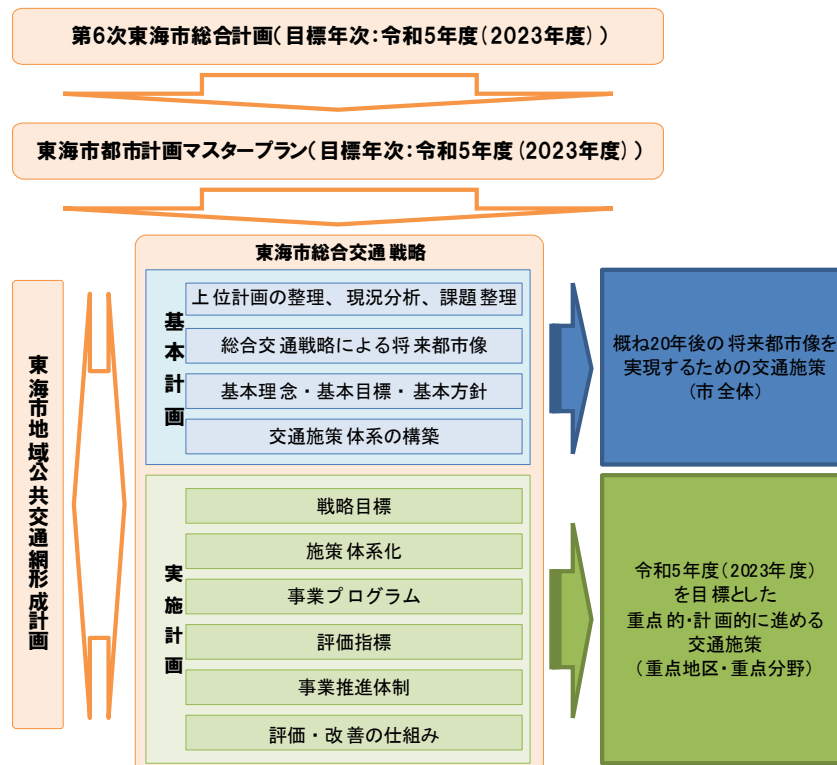 第6次東海市総合計画(目標年次:令和5年度(2023年度))
東海市都市計画マスタープラン(目標年次:令和5年度(2023年度))
東海市地域公共交通網形成計画
東海市総合交通戦略
基本計画
上位計画の整理、現況分析、課題整理
総合交通戦略による将来都市像
基本理念・基本目標・基本方針
交通施策体系の構築
概ね20年後の将来都市像を
実現するための交通施策
(市全体)
実施計画
戦略目標
施策体系化
事業プログラム
評価指標
事業推進体制
評価・改善の仕組み
令和5年度(2023年度)
を目標とした
重点的・計画的に進める
交通施策
(重点地区・重点分野)